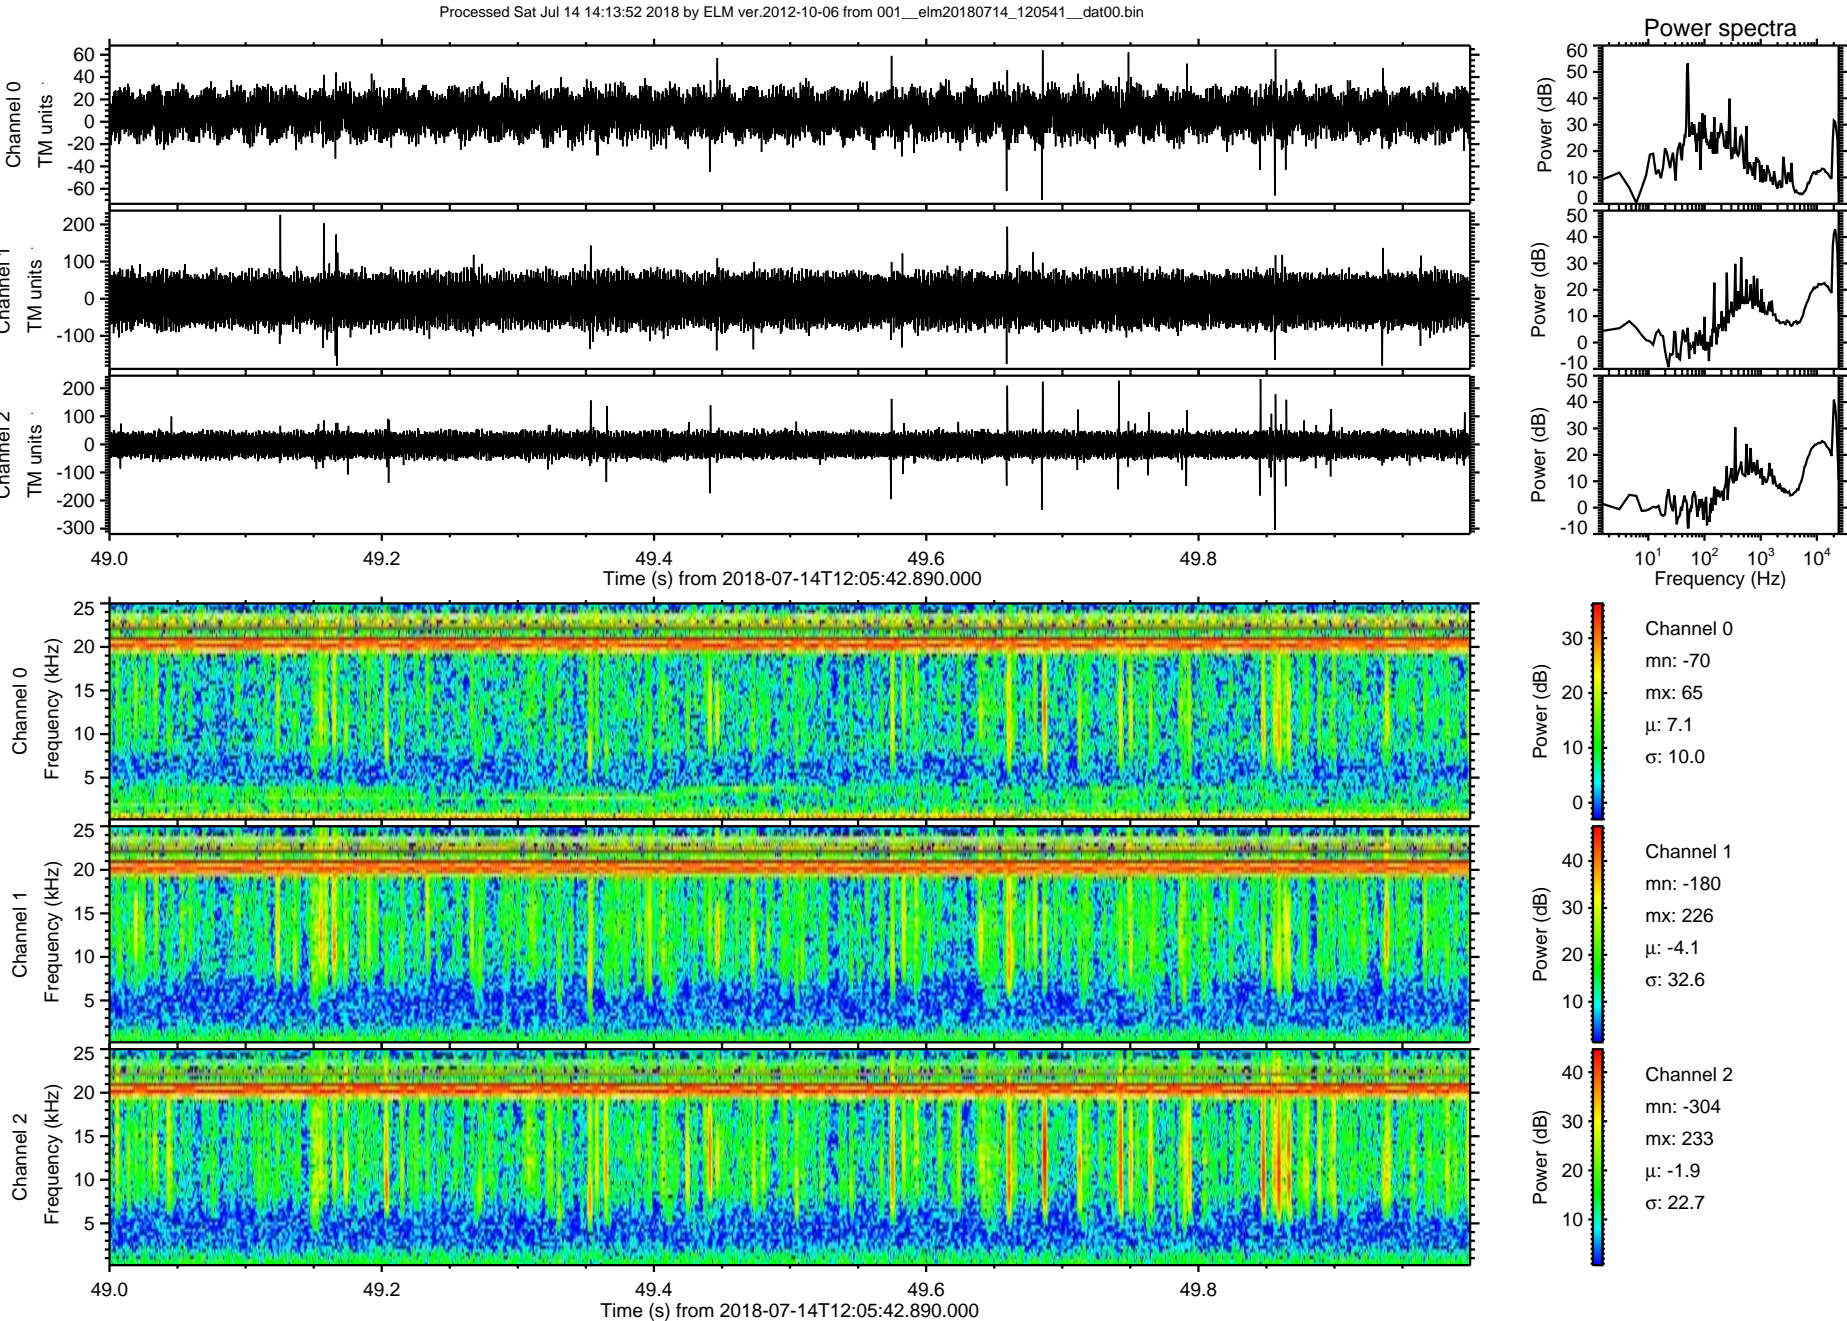 Processed Sat Jul 14 14:13:52 2018 by ELM ver.2012-10-06 from 001__elm20180714_120541__dat00.bin
Power spectra
Channel 0
TM units
60
40
20
0
-20
-40
-60
Power (dB)
60
50
40
30
20
10
0
Channel 1
TM units
200
100
0
-100
Power (dB)
50
40
30
20
10
0
-10
Channel 2
TM units
200
100
0
-100
-200
-300
Power (dB)
50
40
30
20
10
0
-10
49.0 49.2 49.4 49.6 49.8
Time (s) from 2018-07-14T12:05:42.890.000
10^1 10^2 10^3 10^4
Frequency (Hz)
Channel 0
Frequency (kHz)
25
20
15
10
5
Power (dB)
30
20
10
0
Channel 0
mn: -70
mx: 65
μ: 7.1
σ: 10.0
Channel 1
Frequency (kHz)
25
20
15
10
5
Power (dB)
40
30
20
10
Channel 1
mn: -180
mx: 226
μ: -4.1
σ: 32.6
Channel 2
Frequency (kHz)
25
20
15
10
5
Power (dB)
40
30
20
10
Channel 2
mn: -304
mx: 233
μ: -1.9
σ: 22.7
49.0 49.2 49.4 49.6 49.8
Time (s) from 2018-07-14T12:05:42.890.000